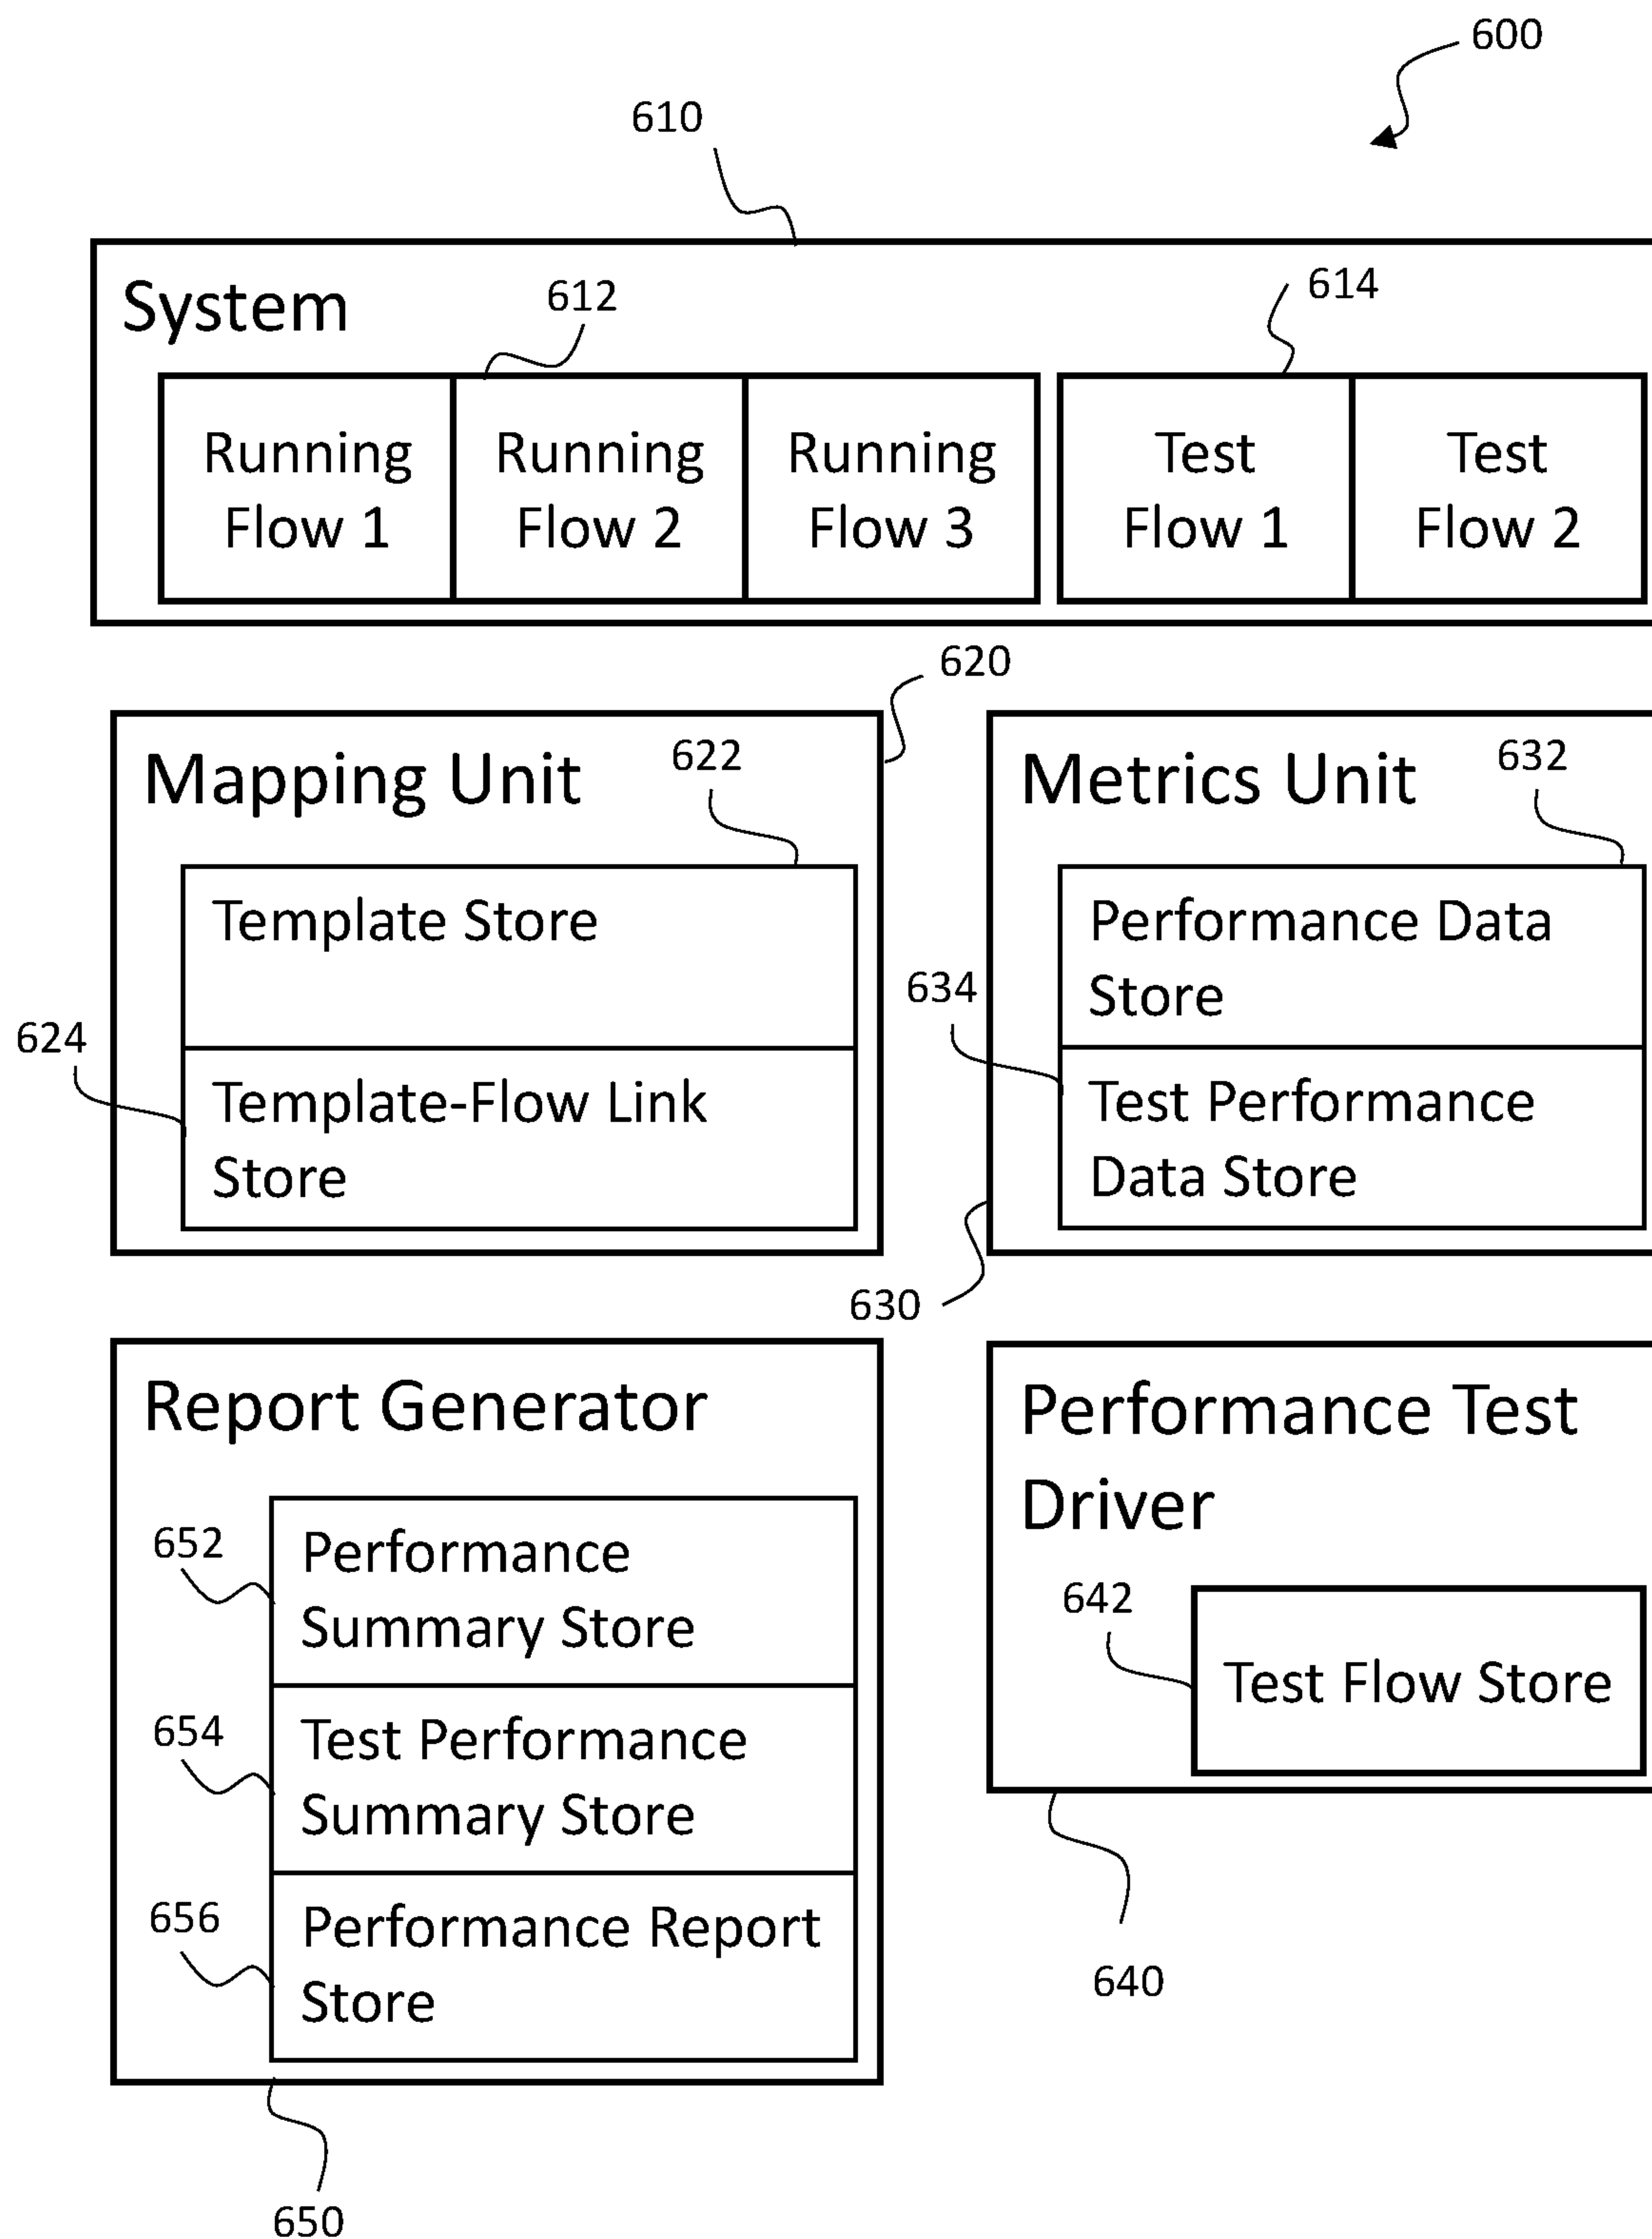 600
610
System
612
614
Running
Flow 1
Running
Flow 2
Running
Flow 3
Test
Flow 1
Test
Flow 2
620
Mapping Unit
622
Template Store
624
Template-Flow Link
Store
Metrics Unit
632
Performance Data
Store
634
Test Performance
Data Store
630
Report Generator
652
Performance
Summary Store
654
Test Performance
Summary Store
656
Performance Report
Store
650
Performance Test
Driver
642
Test Flow Store
640